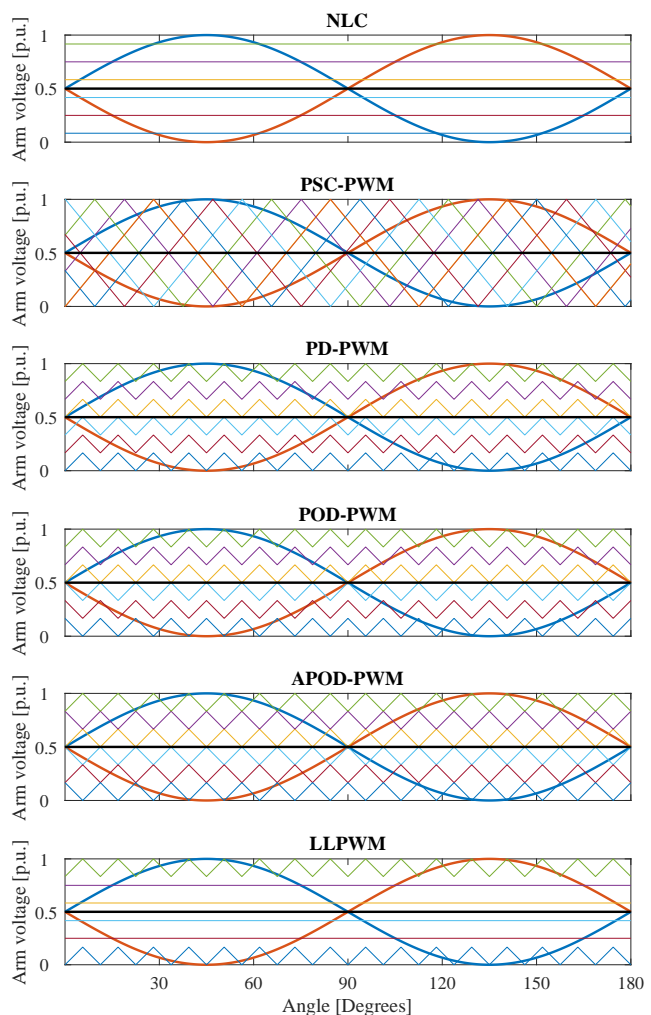 NLC
Arm voltage [p.u.]
1
0.5
0
PSC-PWM
Arm voltage [p.u.]
1
0.5
0
PD-PWM
Arm voltage [p.u.]
1
0.5
0
POD-PWM
Arm voltage [p.u.]
1
0.5
0
APOD-PWM
Arm voltage [p.u.]
1
0.5
0
LLPWM
Arm voltage [p.u.]
1
0.5
0
30 60 90 120 150 180
Angle [Degrees]